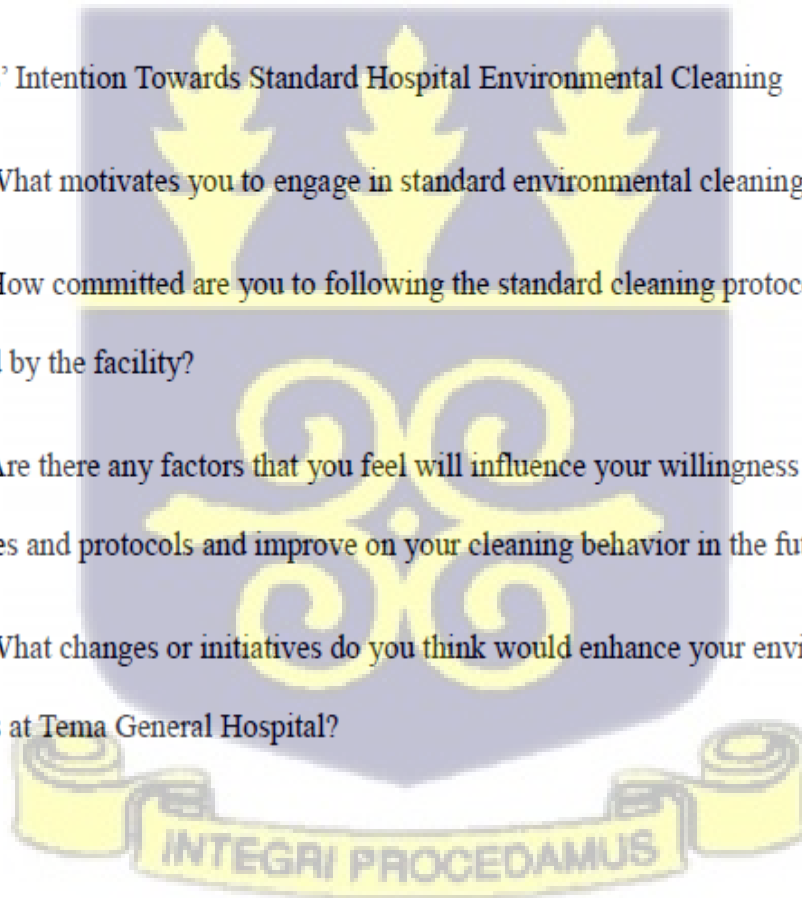 ’ Intention Towards Standard Hospital Environmental Cleaning
What motivates you to engage in standard environmental cleaning
How committed are you to following the standard cleaning protoc
by the facility?
Are there any factors that you feel will influence your willingness
es and protocols and improve on your cleaning behavior in the fu
What changes or initiatives do you think would enhance your envi
s at Tema General Hospital?
INTEGRI PROCEDAMUS